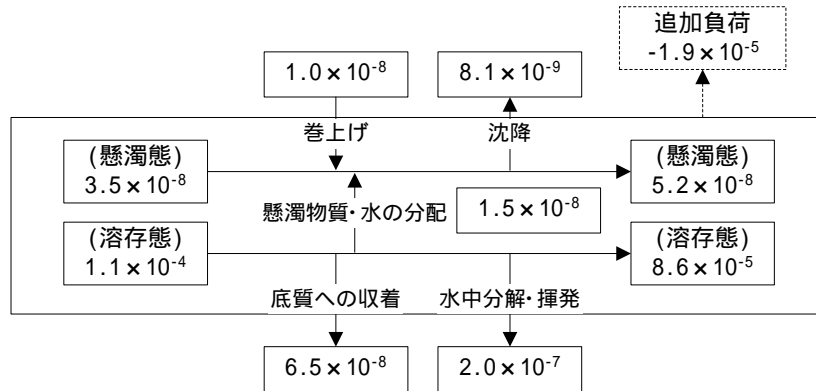 追加負荷
-1.9×10⁻⁵
1.0×10⁻⁸
8.1×10⁻⁹
巻上げ
沈降
(懸濁態)
3.5×10⁻⁸
(懸濁態)
5.2×10⁻⁸
懸濁物質・水の分配
1.5×10⁻⁸
(溶存態)
1.1×10⁻⁴
(溶存態)
8.6×10⁻⁵
底質への収着
水中分解・揮発
6.5×10⁻⁸
2.0×10⁻⁷